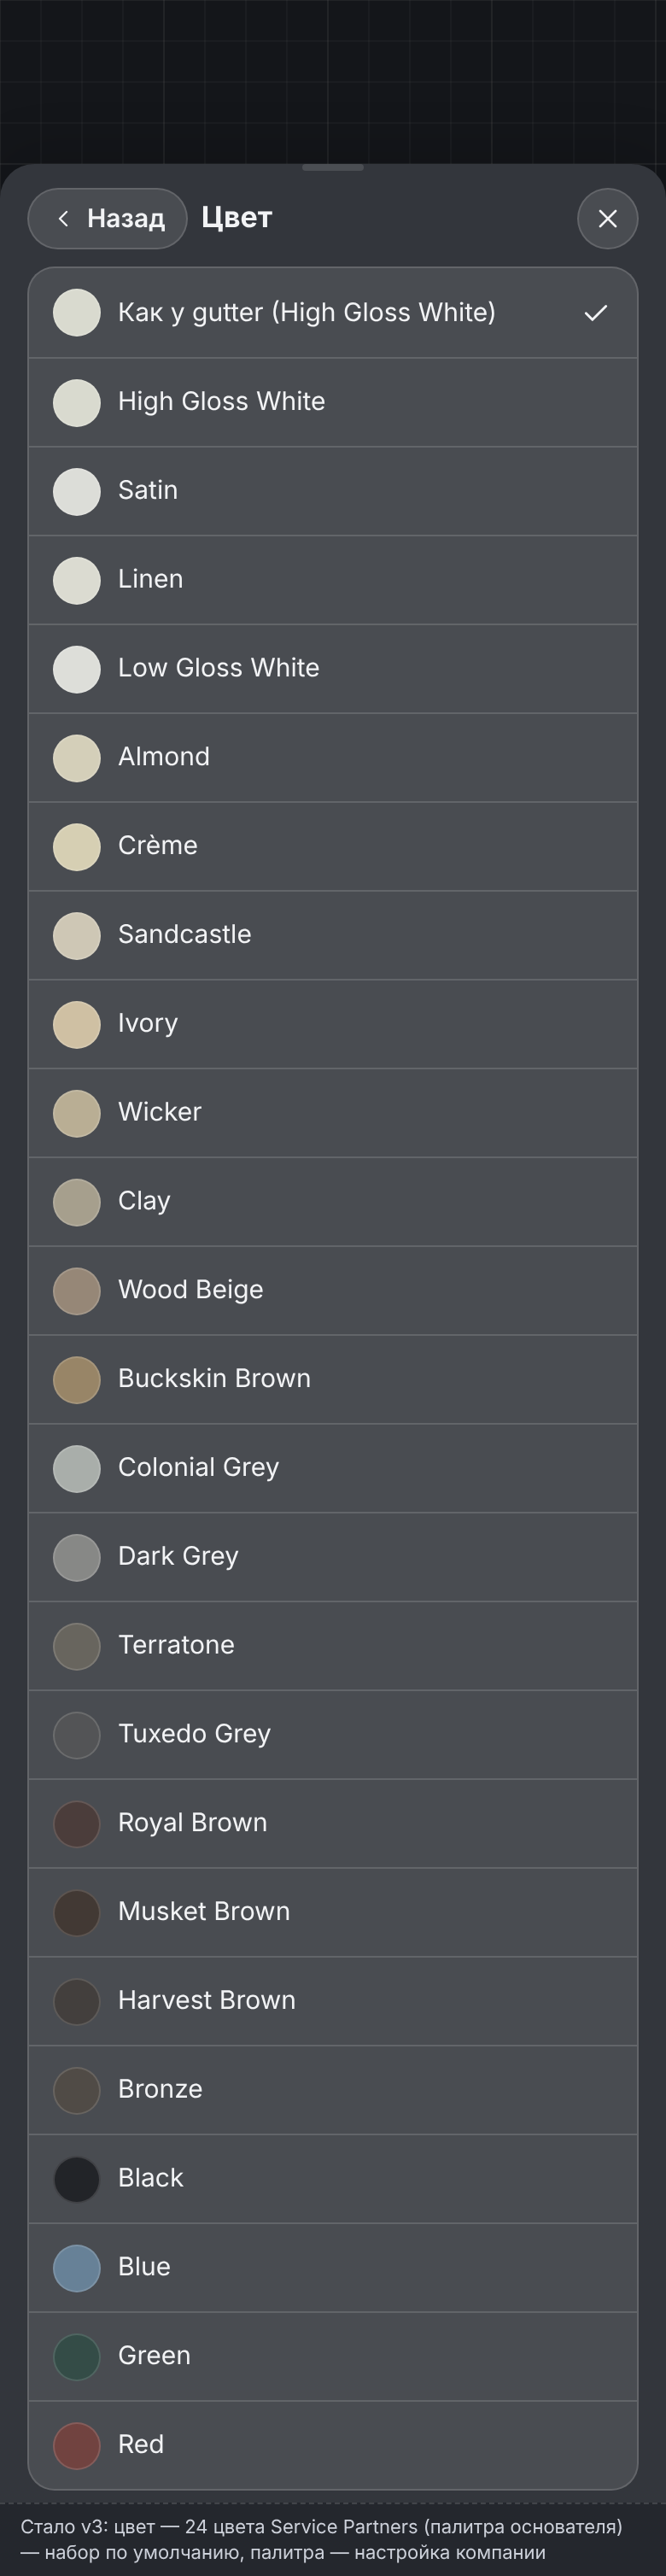 Назад Цвет
Как у gutter (High Gloss White)
High Gloss White
Satin
Linen
Low Gloss White
Almond
Crème
Sandcastle
Ivory
Wicker
Clay
Wood Beige
Buckskin Brown
Colonial Grey
Dark Grey
Terratone
Tuxedo Grey
Royal Brown
Musket Brown
Harvest Brown
Bronze
Black
Blue
Green
Red
Стало v3: цвет — 24 цвета Service Partners (палитра основателя)
— набор по умолчанию, палитра — настройка компании